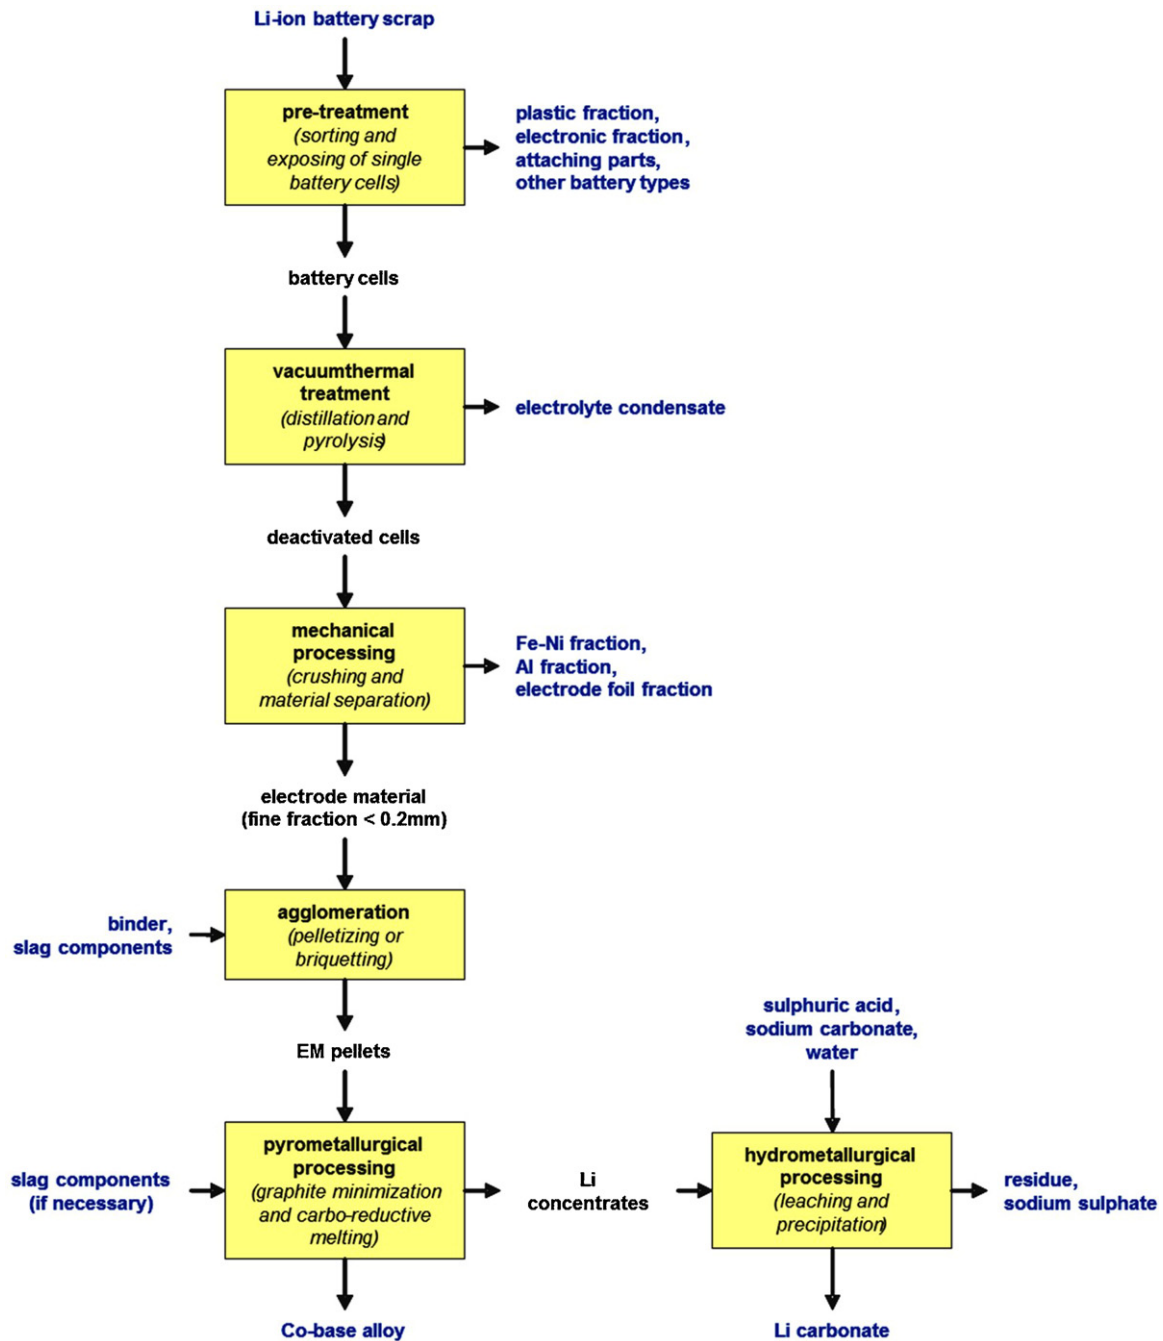 Li-ion battery scrap
pre-treatment
(sorting and
exposing of single
battery cells)
plastic fraction,
electronic fraction,
attaching parts,
other battery types
battery cells
vacuumthermal
treatment
(distillation and
pyrolysis)
electrolyte condensate
deactivated cells
mechanical
processing
(crushing and
material separation)
Fe-Ni fraction,
Al fraction,
electrode foil fraction
electrode material
(fine fraction < 0.2mm)
binder,
slag components
agglomeration
(pelletizing or
briquetting)
EM pellets
slag components
(if necessary)
pyrometallurgical
processing
(graphite minimization
and carbo-reductive
melting)
Co-base alloy
Li
concentrates
sulphuric acid,
sodium carbonate,
water
hydrometallurgical
processing
(leaching and
precipitation)
residue,
sodium sulphate
Li carbonate